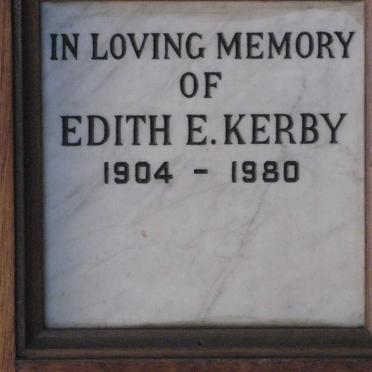 IN LOVING MEMORY
OF
EDITH E. KERBY
1904 - 1980